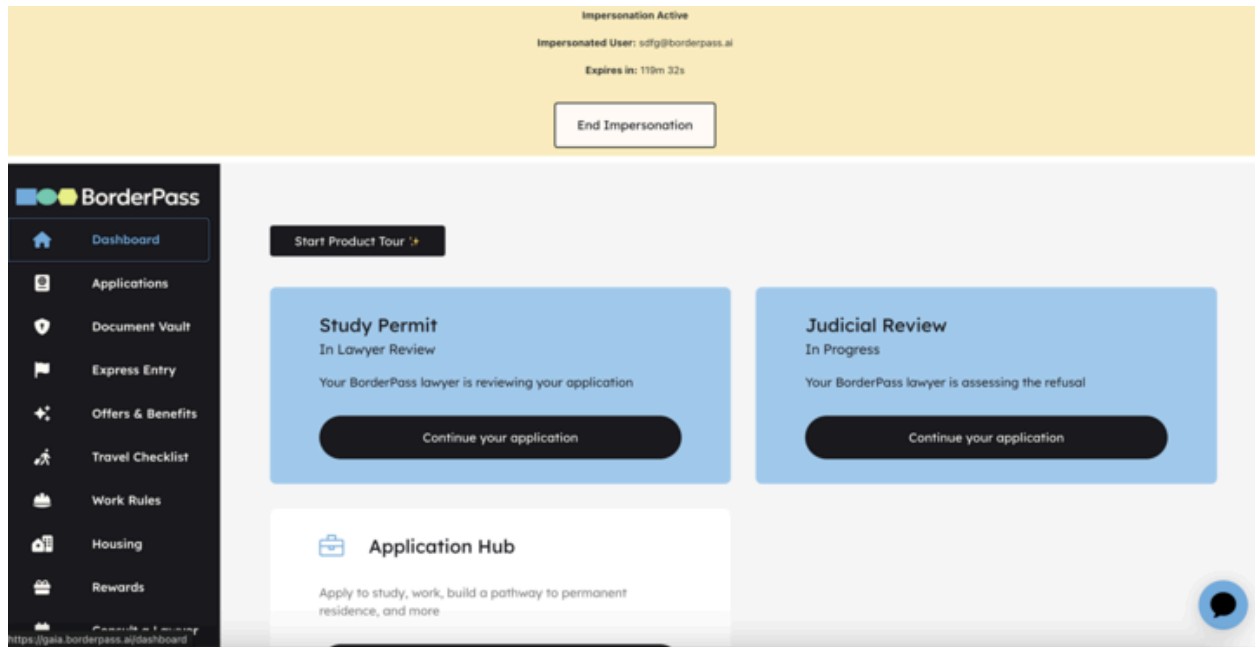 Impersonation Active
Impersonated User: sdfg@borderpass.ai
Expires in: 119m 32s
End Impersonation
BorderPass
Dashboard
Applications
Document Vault
Express Entry
Offers & Benefits
Travel Checklist
Work Rules
Housing
Rewards
Consult a Lawyer
https://gaia.borderpass.ai/dashboard
Start Product Tour ✨
Study Permit
In Lawyer Review
Your BorderPass lawyer is reviewing your application
Continue your application
Judicial Review
In Progress
Your BorderPass lawyer is assessing the refusal
Continue your application
Application Hub
Apply to study, work, build a pathway to permanent
residence, and more